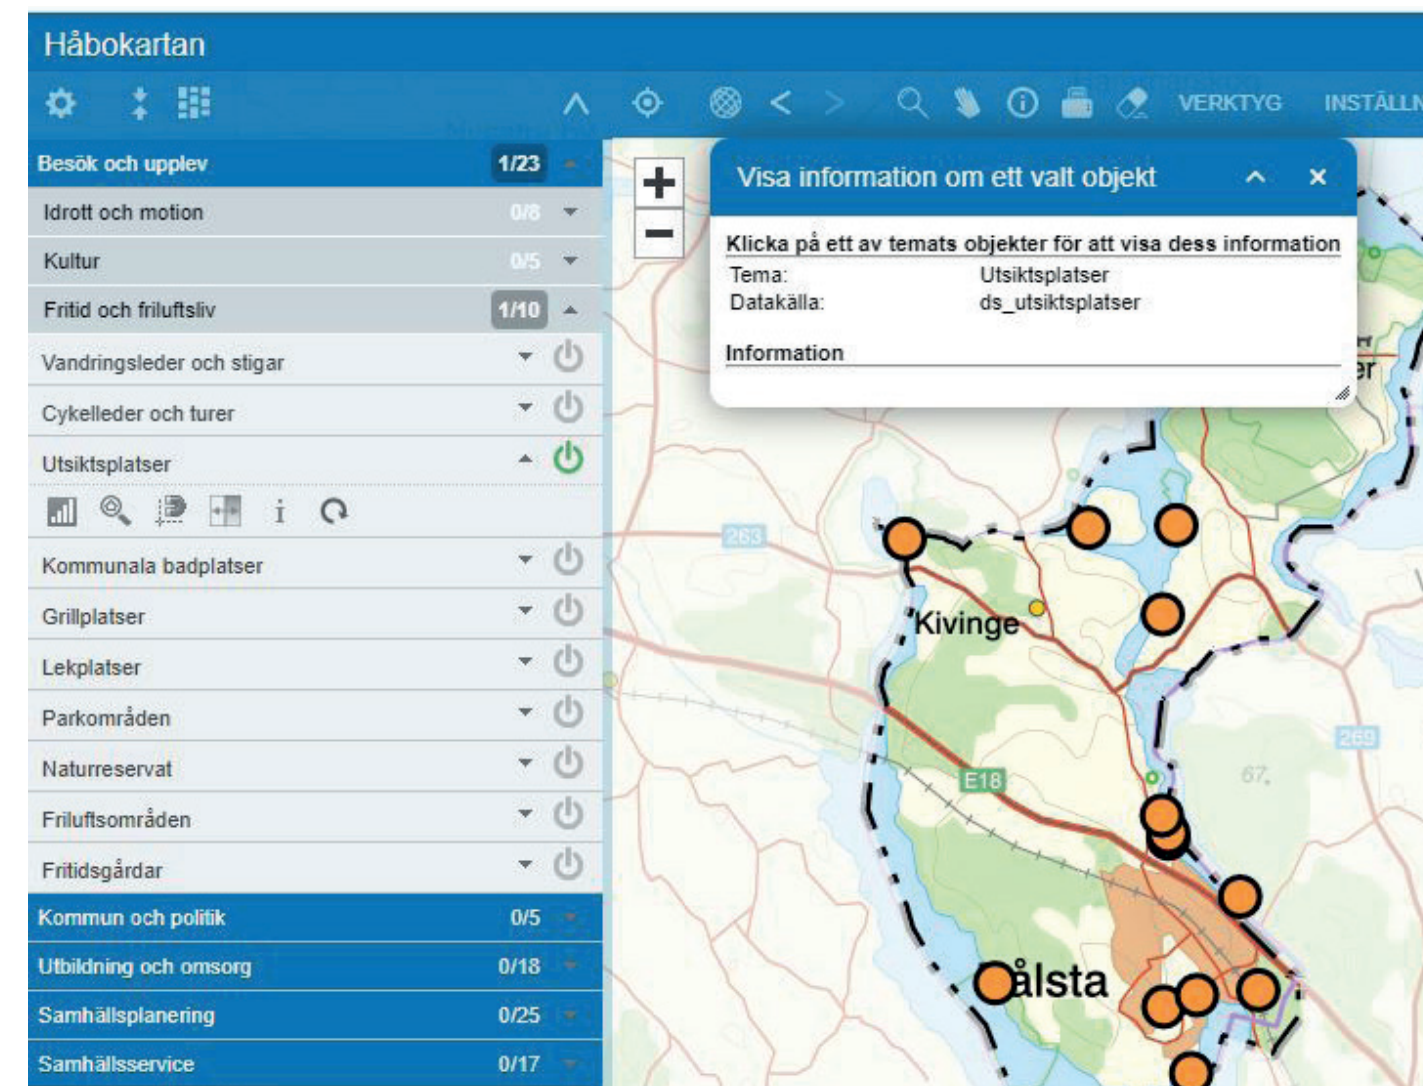 Håbokartan
VERKTYG INSTÄLLN
Besök och upplev 1/23
Idrott och motion 0/8
Kultur 0/5
Fritid och friluftsliv 1/10
Vandringsleder och stigar
Cykelleder och turer
Utsiktsplatser
i
Kommunala badplatser
Grillplatser
Lekplatser
Parkområden
Naturreservat
Friluftsområden
Fritidsgårdar
Kommun och politik 0/5
Utbildning och omsorg 0/18
Samhällsplanering 0/25
Samhällsservice 0/17
Visa information om ett valt objekt
Klicka på ett av temats objekter för att visa dess information
Tema: Utsiktsplatser
Datakälla: ds_utsiktsplatser
Information
er
263
Kivinge
269
E18
67.
ålsta